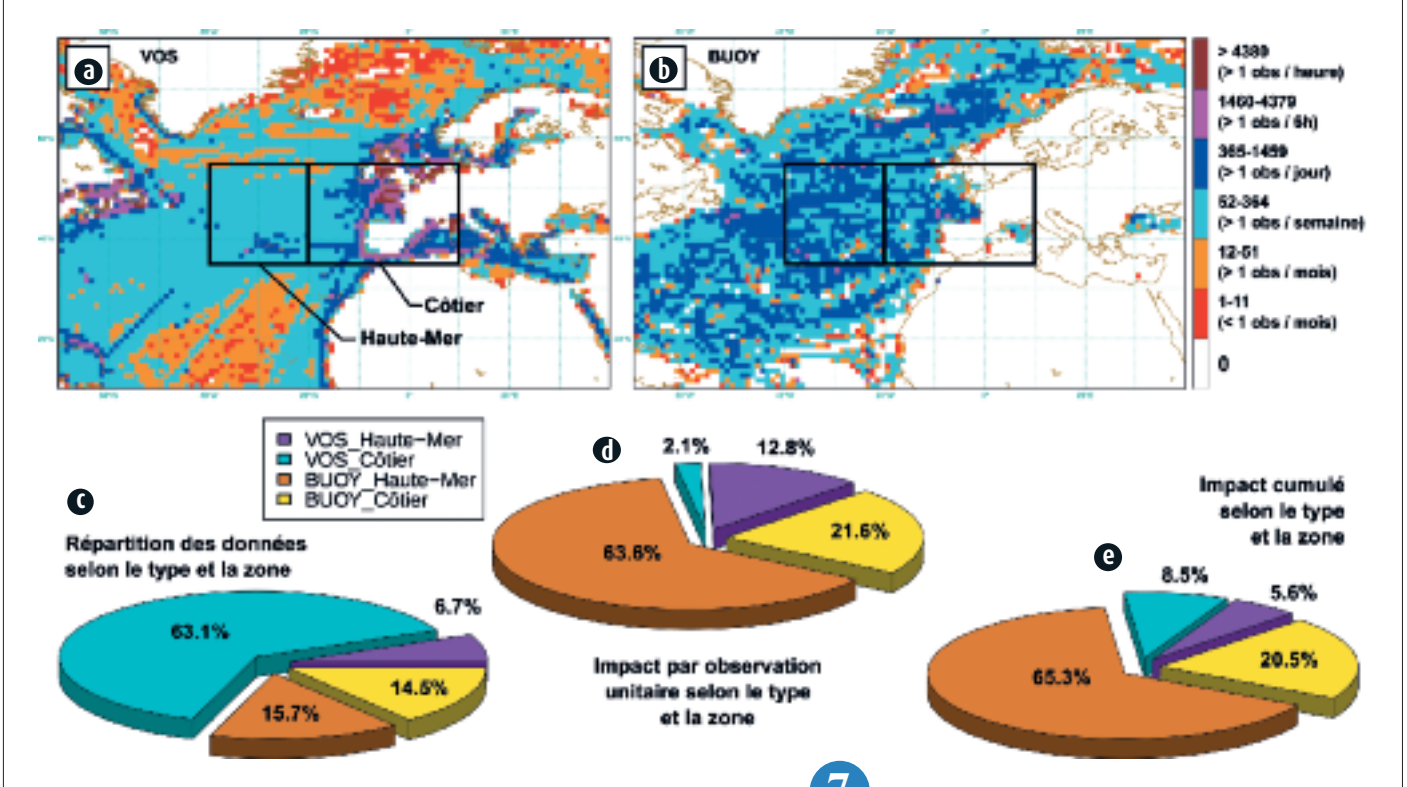 a
VOS
Côtier
Haute-Mer
b
BUOY
> 4380
(> 1 obs / heure)
1460-4379
(> 1 obs / 6h)
365-1459
(> 1 obs / jour)
52-364
(> 1 obs / semaine)
12-51
(> 1 obs / mois)
1-11
(< 1 obs / mois)
0
VOS_Haute-Mer
VOS_Côtier
BUOY_Haute-Mer
BUOY_Côtier
c
Répartition des données
selon le type et la zone
63.1%
6.7%
14.5%
15.7%
d
2.1%
12.8%
21.6%
63.6%
Impact par observation
unitaire selon le type
et la zone
Impact cumulé
selon le type
et la zone
e
8.5%
5.6%
20.5%
65.3%
7